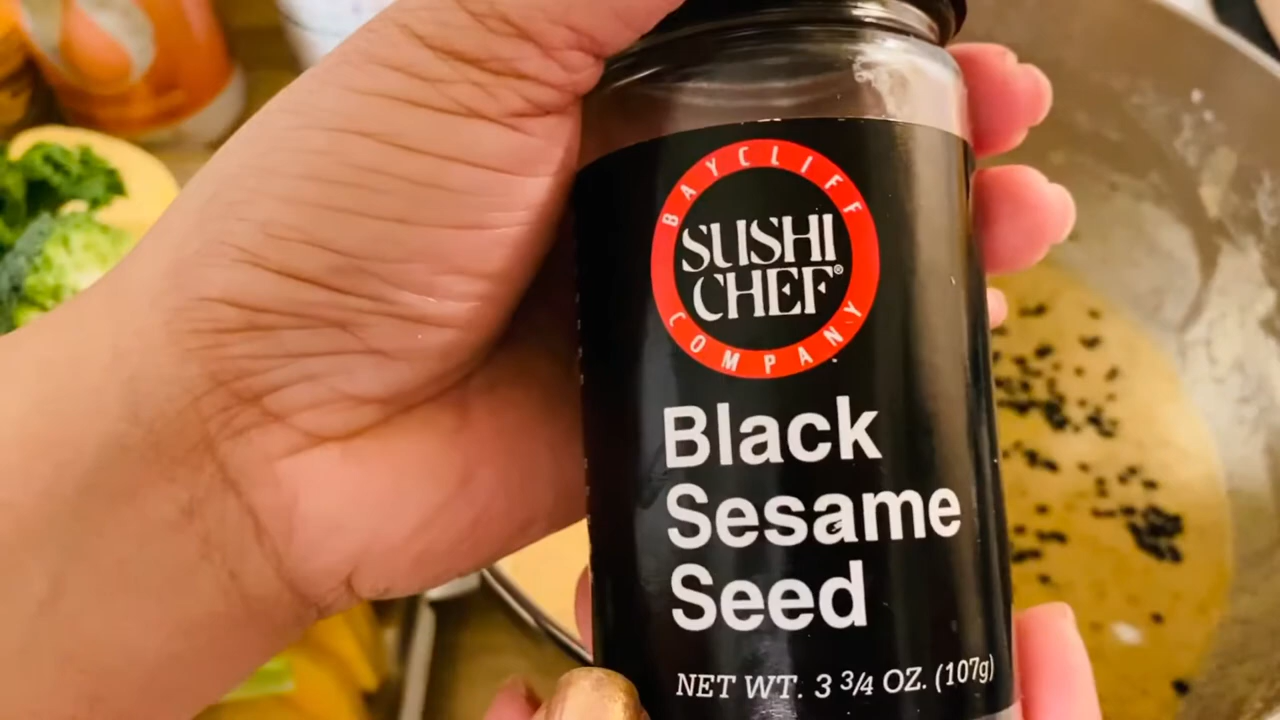 BAYCLIFF
SUSHI
CHEF®
COMPANY
Black
Sesame
Seed
NET WT. 3 3/4 OZ. (107g)